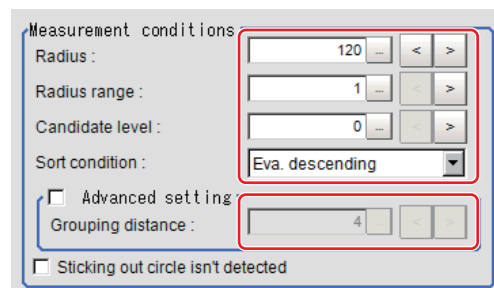 Measurement conditions
Radius : 120 ... < >
Radius range : 1 ... < >
Candidate level : 0 ... < >
Sort condition : Eva. descending
Advanced setting
Grouping distance : 4 < >
Sticking out circle isn't detected